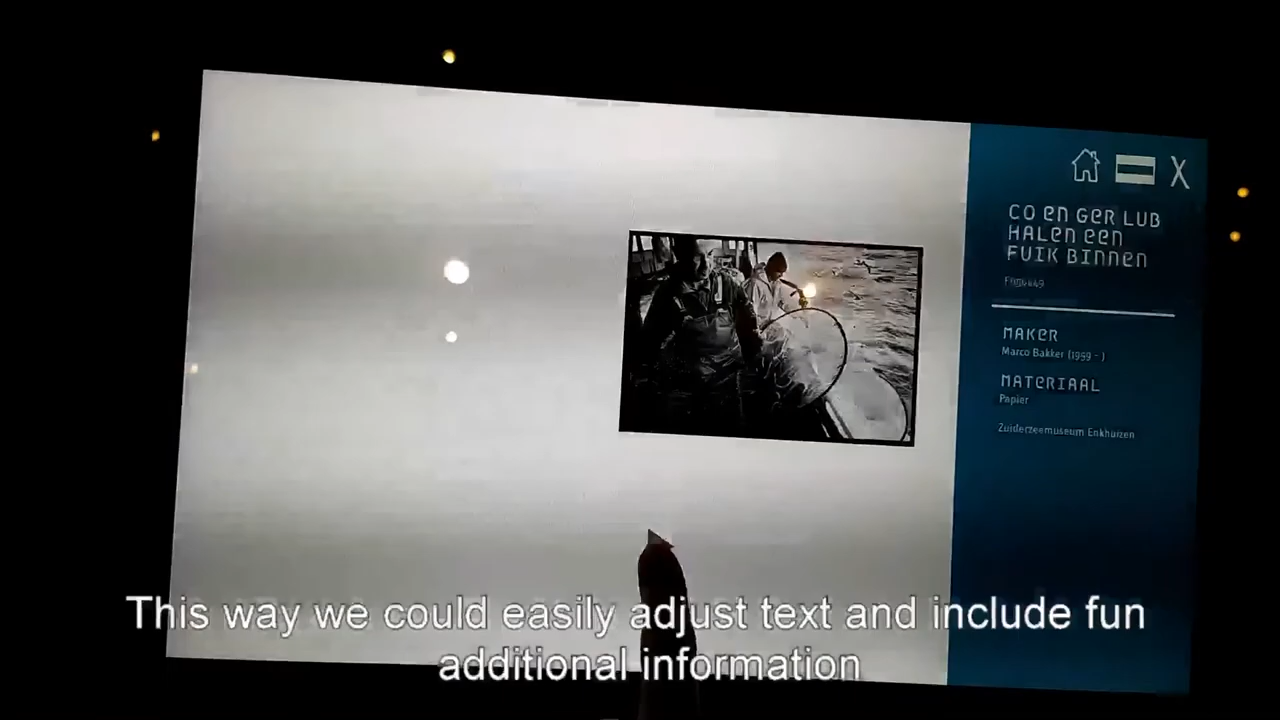 X
CO en GER LUB
HALEN een
FUIK BINNEN
MAKER
Marco Bakker (1959 - )
MATERIAAL
Papier
Zuiderzeemuseum Enkhuizen
This way we could easily adjust text and include fun
additional information